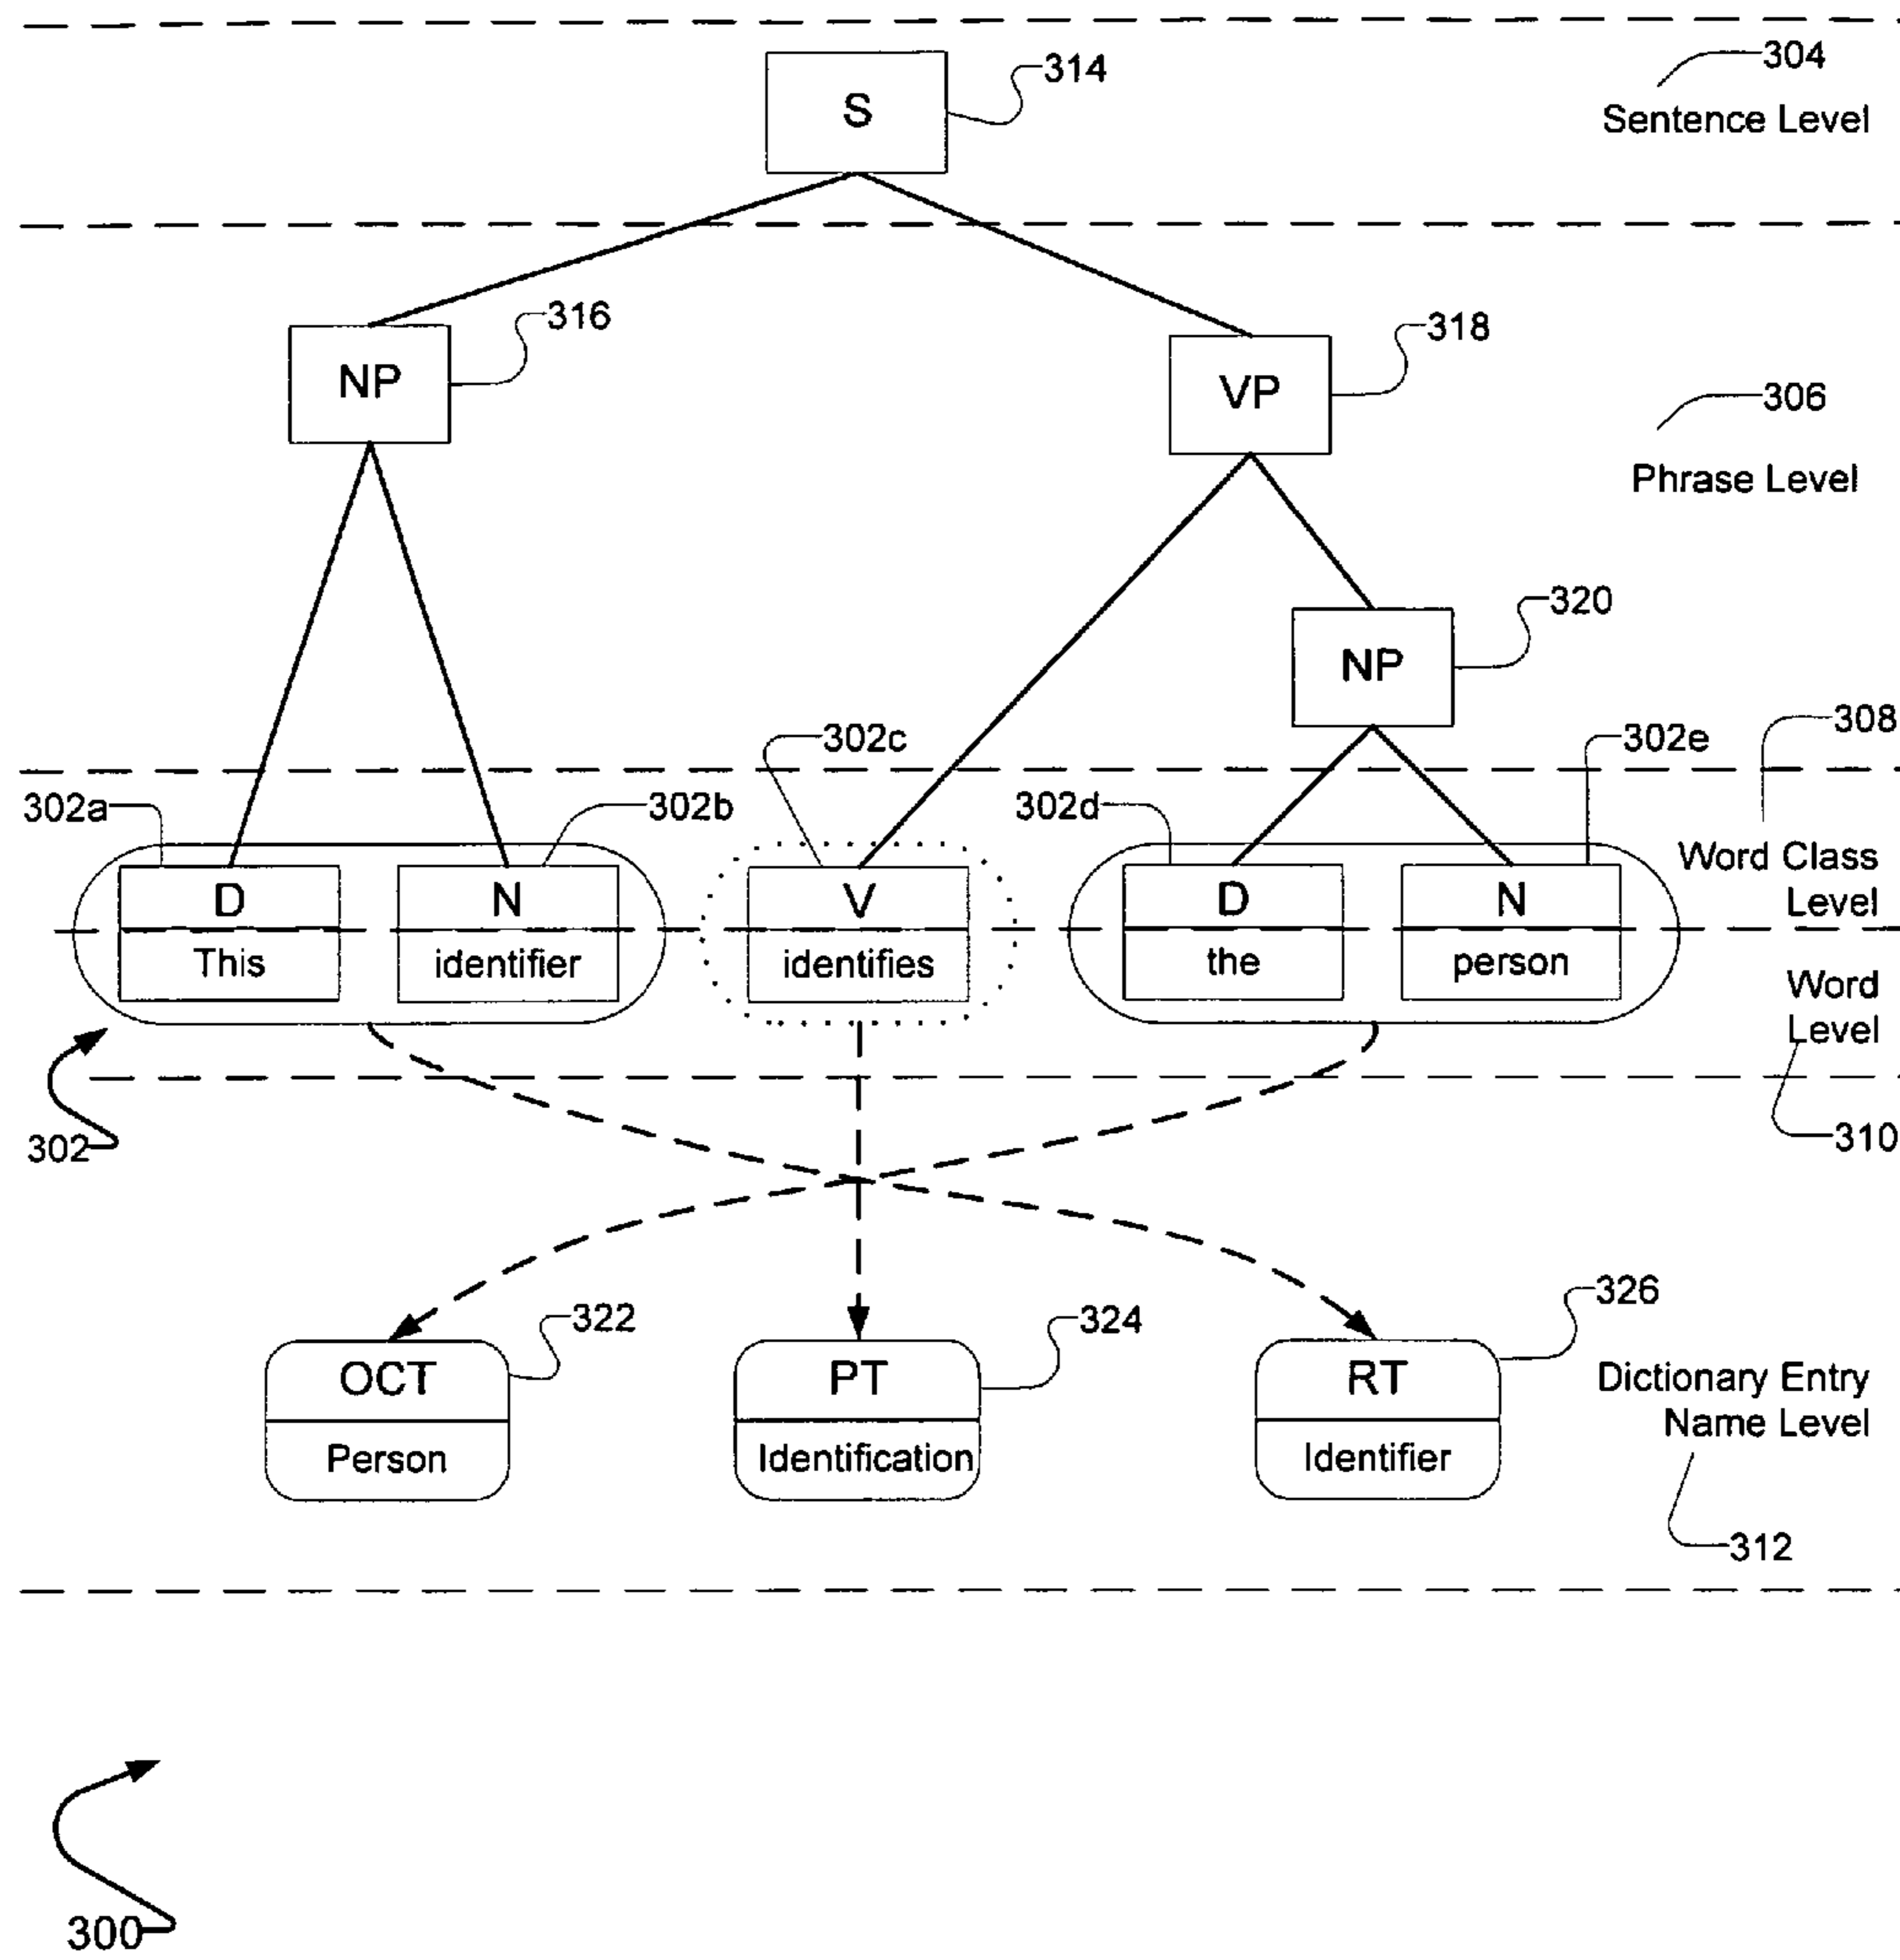 304
S
314
Sentence Level
316
318
NP
VP
306
Phrase Level
320
NP
308
302c
302e
302a
302b
302d
Word Class
Level
D
N
V
D
N
This
identifier
identifies
the
person
Word
Level
302
310
326
322
324
OCT
PT
RT
Dictionary Entry
Name Level
Person
Identification
Identifier
312
300